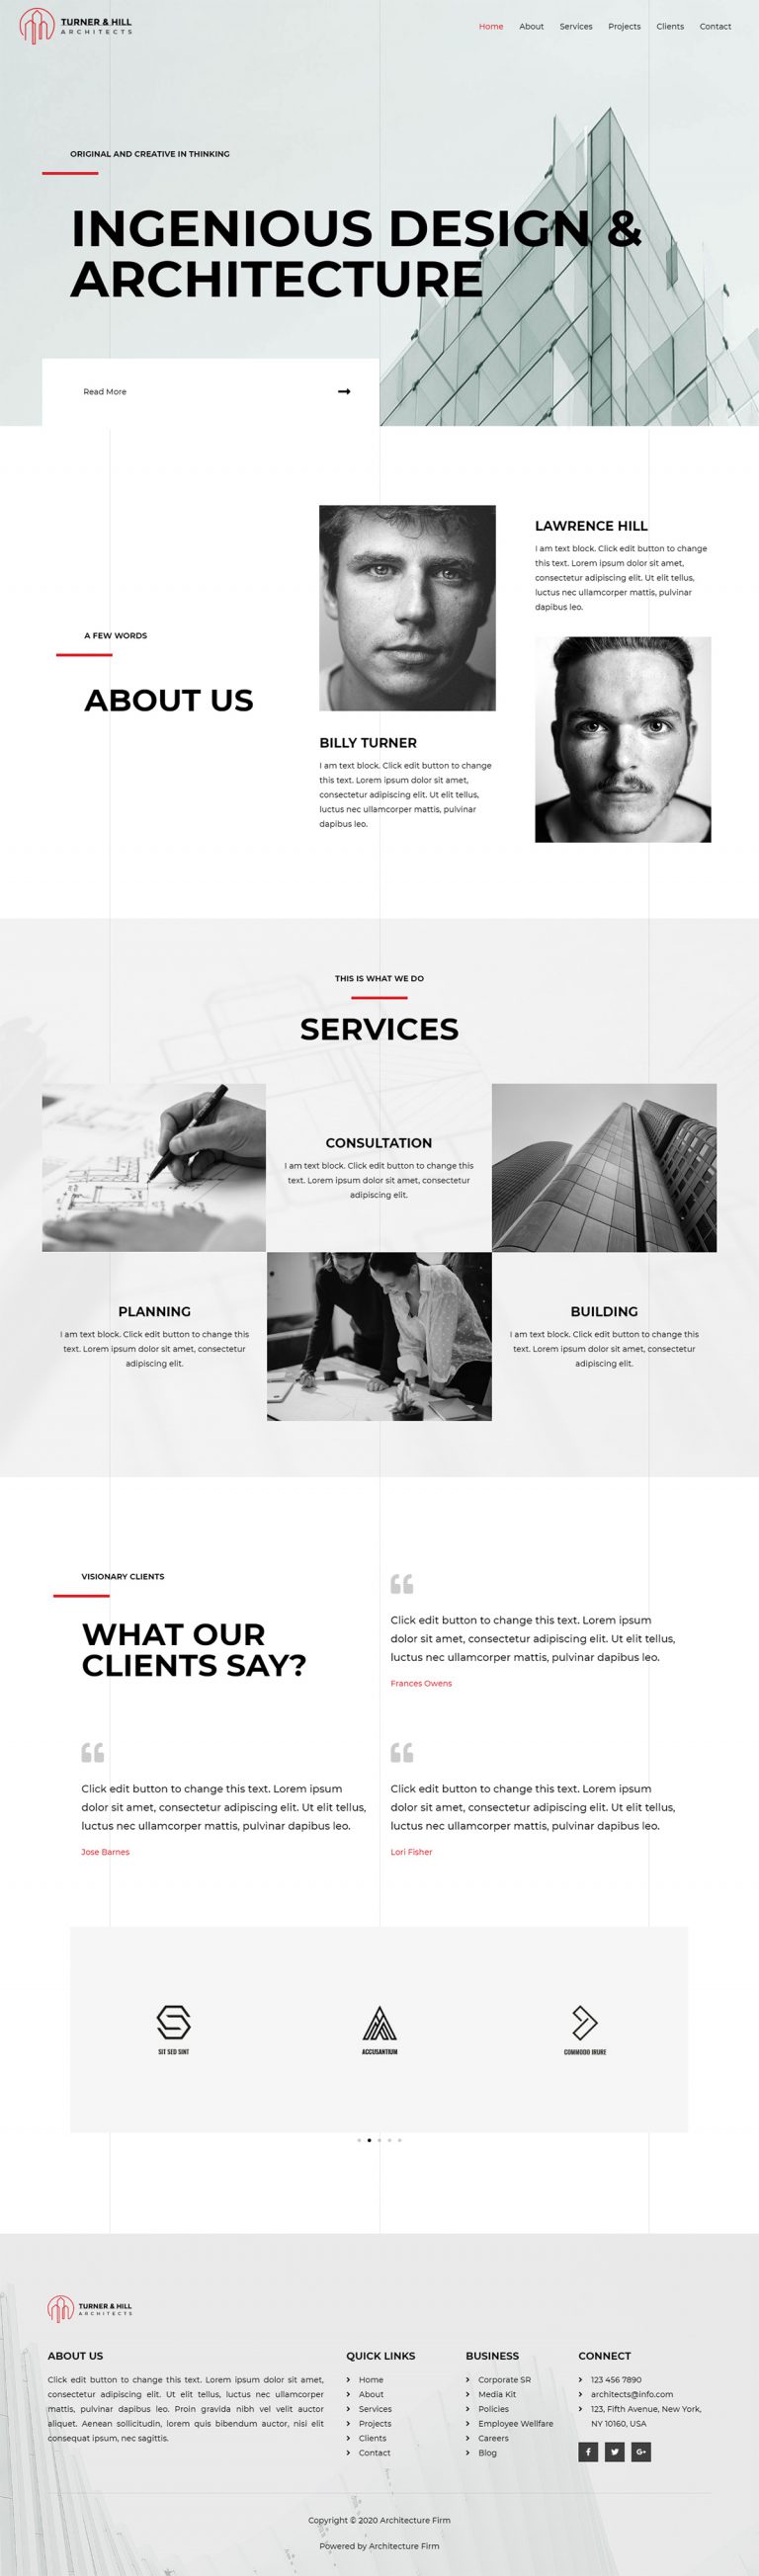 TURNER & HILL
ARCHITECTS
Home About Services Projects Clients Contact
ORIGINAL AND CREATIVE IN THINKING
INGENIOUS DESIGN &
ARCHITECTURE
Read More
A FEW WORDS
ABOUT US
BILLY TURNER
I am text block. Click edit button to change
this text. Lorem ipsum dolor sit amet,
consectetur adipiscing elit. Ut elit tellus,
luctus nec ullamcorper mattis, pulvinar
dapibus leo.
LAWRENCE HILL
I am text block. Click edit button to change
this text. Lorem ipsum dolor sit amet,
consectetur adipiscing elit. Ut elit tellus,
luctus nec ullamcorper mattis, pulvinar
dapibus leo.
THIS IS WHAT WE DO
SERVICES
CONSULTATION
I am text block. Click edit button to change this
text. Lorem ipsum dolor sit amet, consectetur
adipiscing elit.
PLANNING
I am text block. Click edit button to change this
text. Lorem ipsum dolor sit amet, consectetur
adipiscing elit.
BUILDING
I am text block. Click edit button to change this
text. Lorem ipsum dolor sit amet, consectetur
adipiscing elit.
VISIONARY CLIENTS
WHAT OUR
CLIENTS SAY?
Click edit button to change this text. Lorem ipsum
dolor sit amet, consectetur adipiscing elit. Ut elit tellus,
luctus nec ullamcorper mattis, pulvinar dapibus leo.
Frances Owens
Click edit button to change this text. Lorem ipsum
dolor sit amet, consectetur adipiscing elit. Ut elit tellus,
luctus nec ullamcorper mattis, pulvinar dapibus leo.
Jose Barnes
Click edit button to change this text. Lorem ipsum
dolor sit amet, consectetur adipiscing elit. Ut elit tellus,
luctus nec ullamcorper mattis, pulvinar dapibus leo.
Lori Fisher
SIT SED SINT
ACCUSANTIUM
COMMODO IRURE
TURNER & HILL
ARCHITECTS
ABOUT US
Click edit button to change this text. Lorem ipsum dolor sit amet,
consectetur adipiscing elit. Ut elit tellus, luctus nec ullamcorper
mattis, pulvinar dapibus leo. Proin gravida nibh vel velit auctor
aliquet. Aenean sollicitudin, lorem quis bibendum auctor, nisi elit
consequat ipsum, nec sagittis.
QUICK LINKS
Home
About
Services
Projects
Clients
Contact
BUSINESS
Corporate SR
Media Kit
Policies
Employee Wellfare
Careers
Blog
CONNECT
123 456 7890
architects@info.com
123, Fifth Avenue, New York,
NY 10160, USA
Copyright © 2020 Architecture Firm
Powered by Architecture Firm